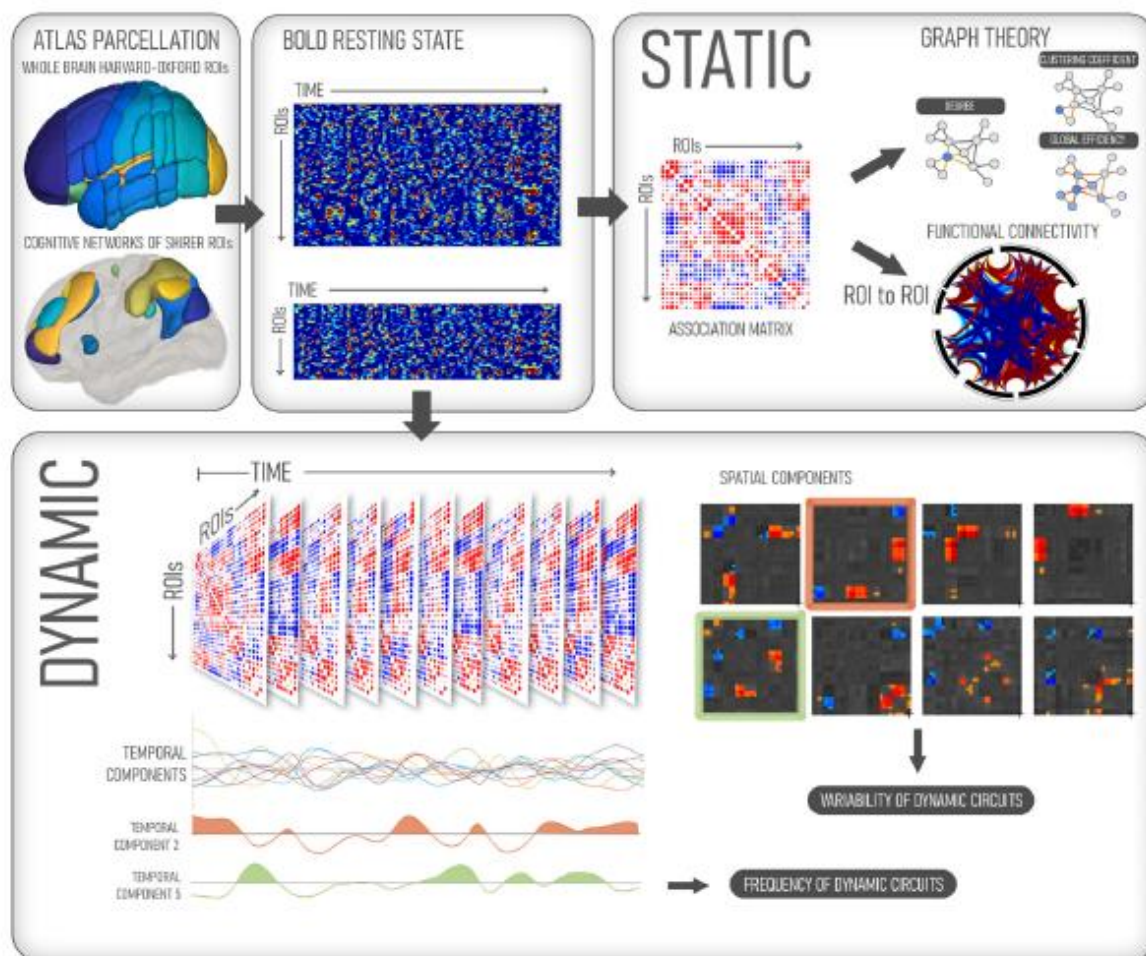 ATLAS PARCELLATION
WHOLE BRAIN HARVARD-OXFORD ROIs
COGNITIVE NETWORKS OF SHIRER ROIs
BOLD RESTING STATE
TIME
ROIs
TIME
ROIs
STATIC
ROIs
ROIs
ASSOCIATION MATRIX
GRAPH THEORY
CLUSTERING COEFFICIENT
DEGREE
GLOBAL EFFICIENCY
FUNCTIONAL CONNECTIVITY
ROI to ROI
DYNAMIC
TIME
ROIs
ROIs
TEMPORAL
COMPONENTS
TEMPORAL
COMPONENT 2
TEMPORAL
COMPONENT 5
SPATIAL COMPONENTS
VARIABILITY OF DYNAMIC CIRCUITS
FREQUENCY OF DYNAMIC CIRCUITS